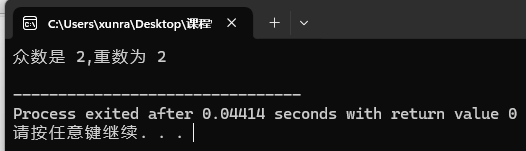 C:\Users\xunra\Desktop\课程
众数是 2,重数为 2
--------------------------------
Process exited after 0.04414 seconds with return value 0
请按任意键继续. . .